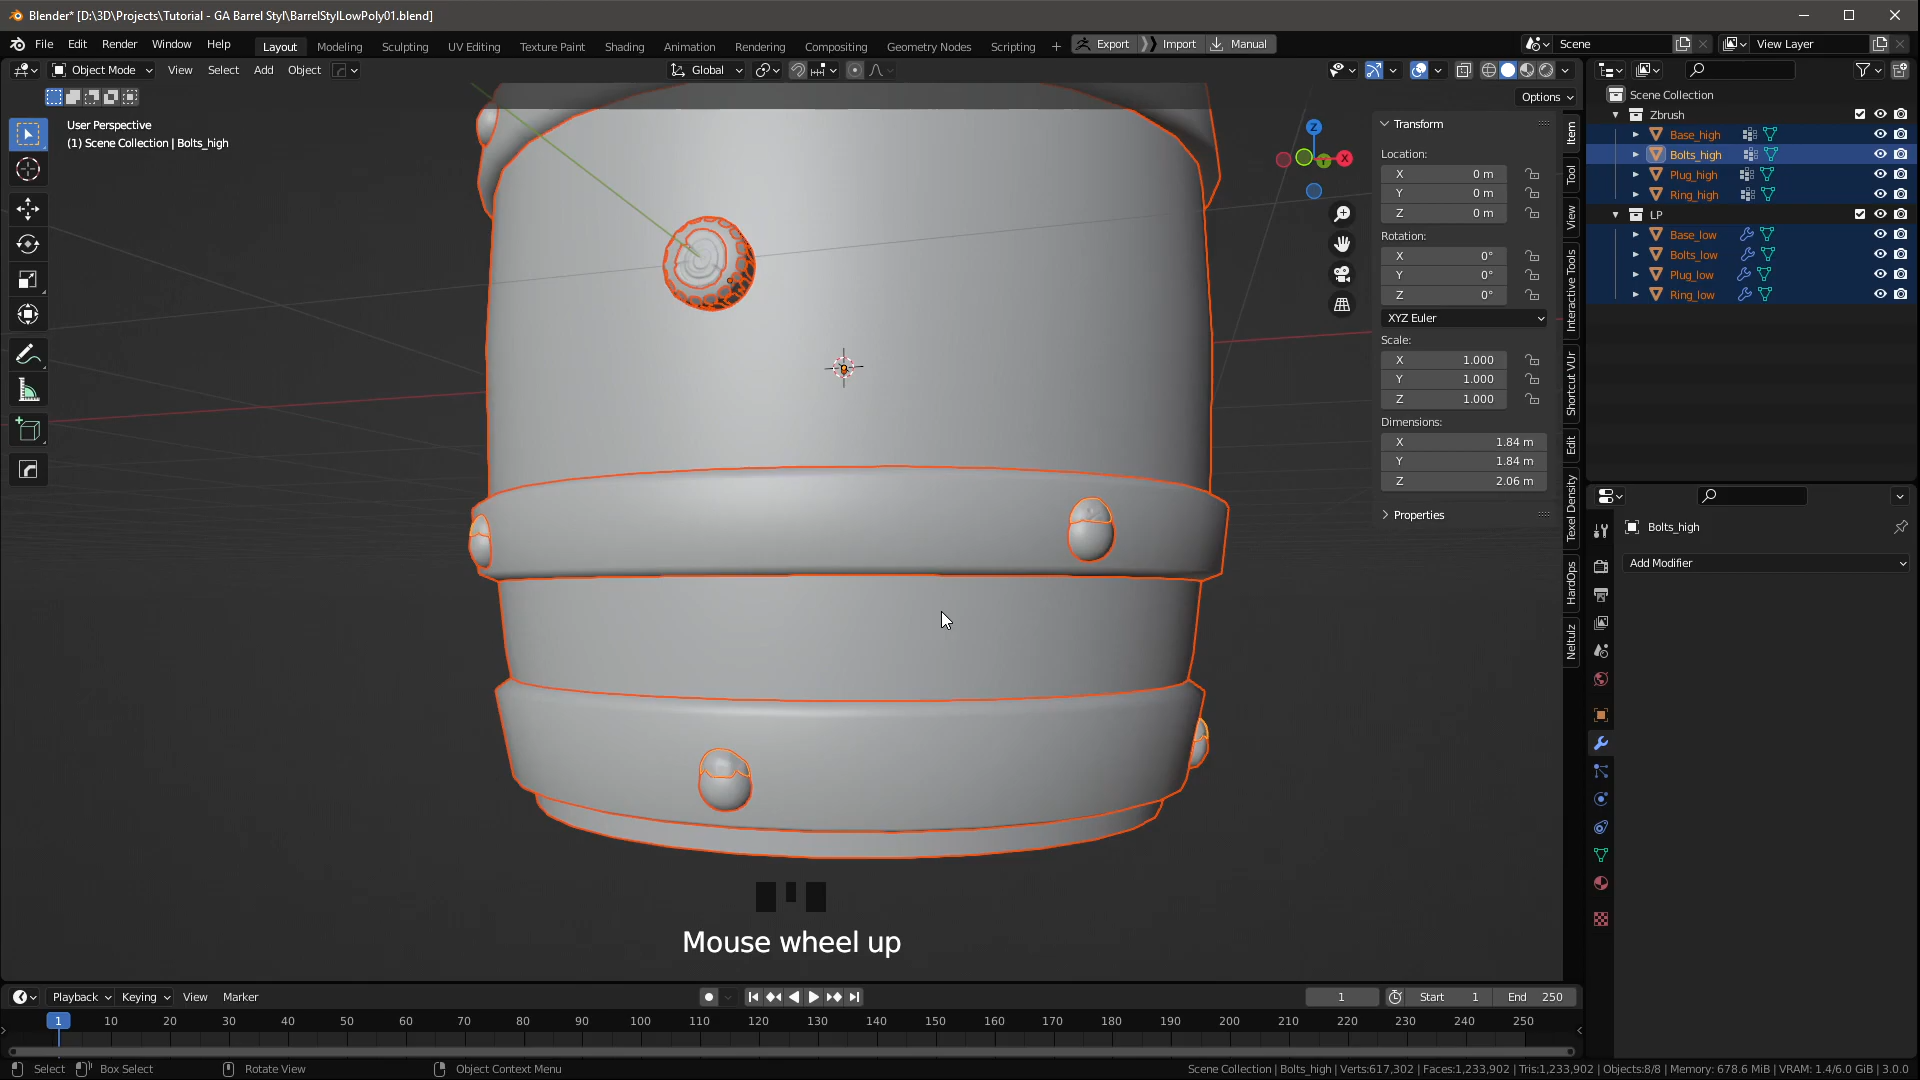 Blender* [D:\3D\Projects\Tutorial - GA Barrel Styl\BarrelStylLowPoly01.blend]
File Edit Render Window Help Layout Modeling Sculpting UV Editing Texture Paint Shading Animation Rendering Compositing Geometry Nodes Scripting + Export Import Manual Scene View Layer
Object Mode View Select Add Object Global
Options
User Perspective
(1) Scene Collection | Bolts_high
Z
X
Y
Transform
Location:
X 0 m
Y 0 m
Z 0 m
Rotation:
X 0°
Y 0°
Z 0°
XYZ Euler
Scale:
X 1.000
Y 1.000
Z 1.000
Dimensions:
X 1.84 m
Y 1.84 m
Z 2.06 m
Properties
Item
Tool
View
Interactive Tools
Shortcut VUr
Edit
Texel Density
HardOps
Neltulz
Scene Collection
Zbrush
Base_high
Bolts_high
Plug_high
Ring_high
LP
Base_low
Bolts_low
Plug_low
Ring_low
Bolts_high
Add Modifier
Mouse wheel up
Playback Keying View Marker 1 Start 1 End 250
1 10 20 30 40 50 60 70 80 90 100 110 120 130 140 150 160 170 180 190 200 210 220 230 240 250
Select Box Select Rotate View Object Context Menu Scene Collection | Bolts_high | Verts:617,302 | Faces:1,233,902 | Tris:1,233,902 | Objects:8/8 | Memory: 678.6 MiB | VRAM: 1.4/6.0 GiB | 3.0.0